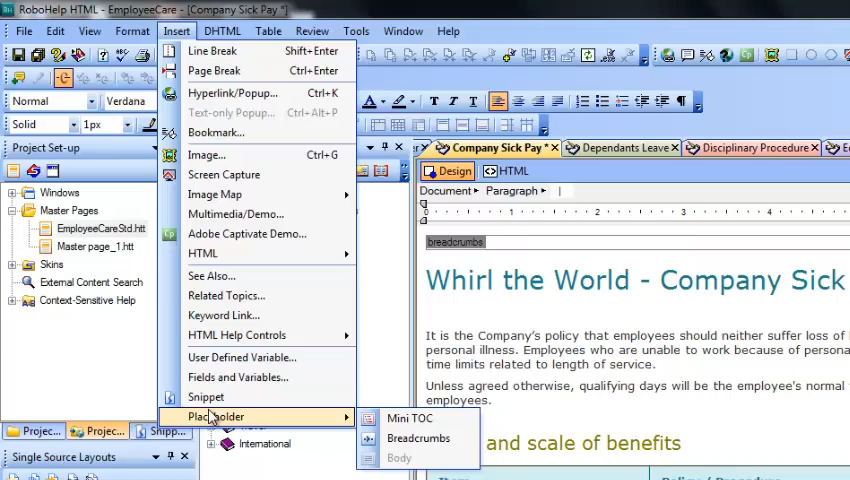 RoboHelp HTML - EmployeeCare - [Company Sick Pay *]
File Edit View Format Insert DHTML Table Review Tools Window Help
Line Break Shift+Enter
Page Break Ctrl+Enter
Hyperlink/Popup... Ctrl+K
Text-only Popup... Ctrl+Alt+P
Bookmark...
Image... Ctrl+G
Screen Capture
Image Map
Multimedia/Demo...
Adobe Captivate Demo...
HTML
See Also...
Related Topics...
Keyword Link...
HTML Help Controls
User Defined Variable...
Fields and Variables...
Snippet
Placeholder
Mini TOC
Breadcrumbs
Body
Normal Verdana
Solid 1px
Project Set-up
Windows
Master Pages
EmployeeCareStd.htt
Master page_1.htt
Skins
External Content Search
Context-Sensitive Help
Projec... Projec... Snipp...
International
Single Source Layouts
Company Sick Pay * Dependants Leave Disciplinary Procedure
Design HTML
Document Paragraph
0 1 2 3 4
breadcrumbs
Whirl the World - Company Sick
It is the Company's policy that employees should neither suffer loss of
personal illness. Employees who are unable to work because of persona
time limits related to length of service.
Unless agreed otherwise, qualifying days will be the employee's normal
employees.
and scale of benefits